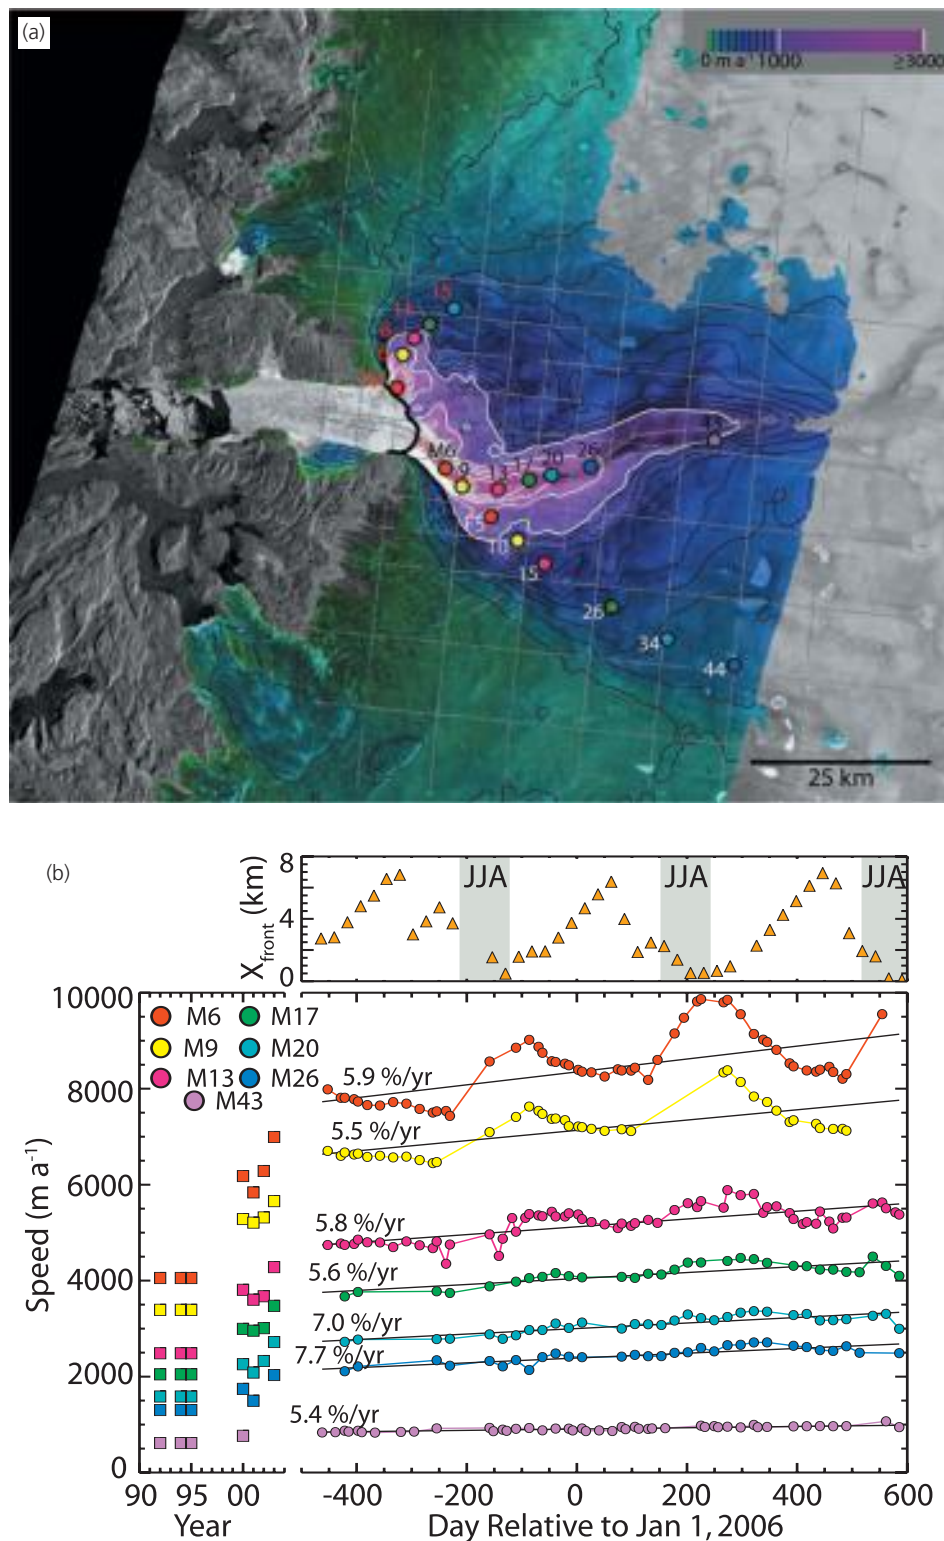 (a)
0 m a⁻¹ 1000
≥3000
M6
9
13
17
20
26
10
15
26
34
44
25 km
(b)
8
4
0
X_front (km)
JJA
JJA
JJA
10000
8000
6000
4000
2000
0
Speed (m a⁻¹)
M6
M17
M9
M20
M13
M26
M43
5.9 %/yr
5.5 %/yr
5.8 %/yr
5.6 %/yr
7.0 %/yr
7.7 %/yr
5.4 %/yr
90
95
00
-400
-200
0
200
400
600
Year
Day Relative to Jan 1, 2006